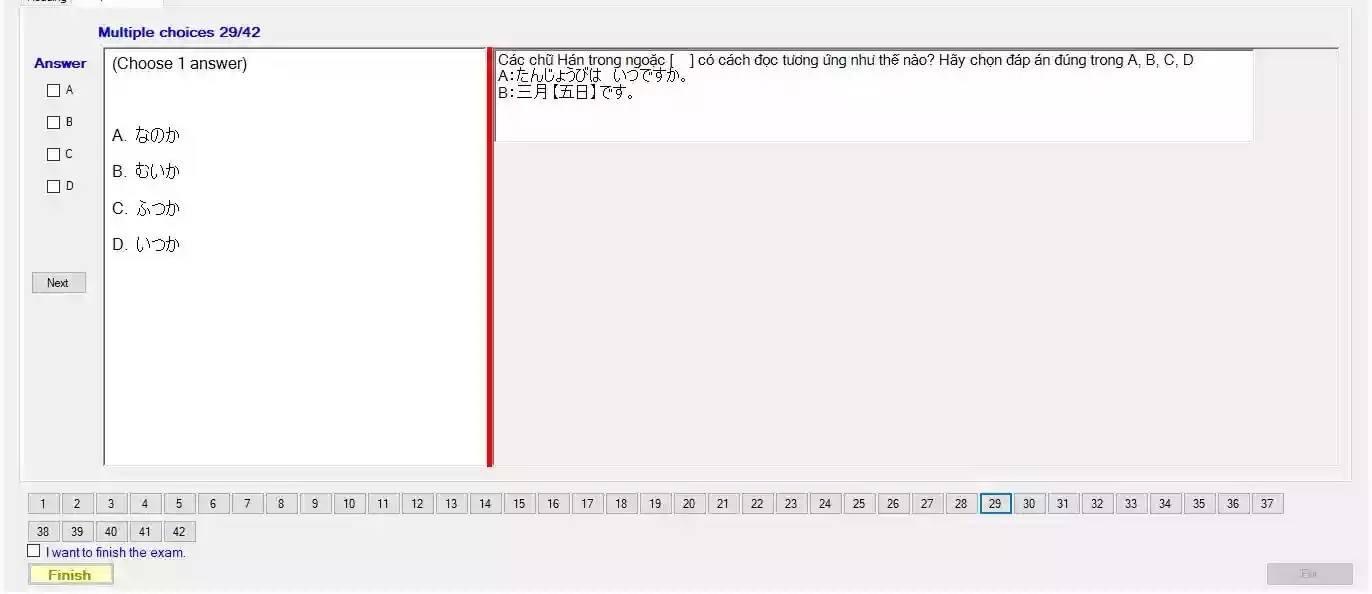 Multiple choices 29/42
Answer
A
B
C
D
Next
(Choose 1 answer)
A. なのか
B. むいか
C. ふつか
D. いつか
Các chữ Hán trong ngoặc [ ] có cách đọc tương ứng như thế nào? Hãy chọn đáp án đúng trong A, B, C, D
A:たんじょうびは いつですか。
B:三月【五日】です。
1 2 3 4 5 6 7 8 9 10 11 12 13 14 15 16 17 18 19 20 21 22 23 24 25 26 27 28 29 30 31 32 33 34 35 36 37
38 39 40 41 42
I want to finish the exam.
Finish